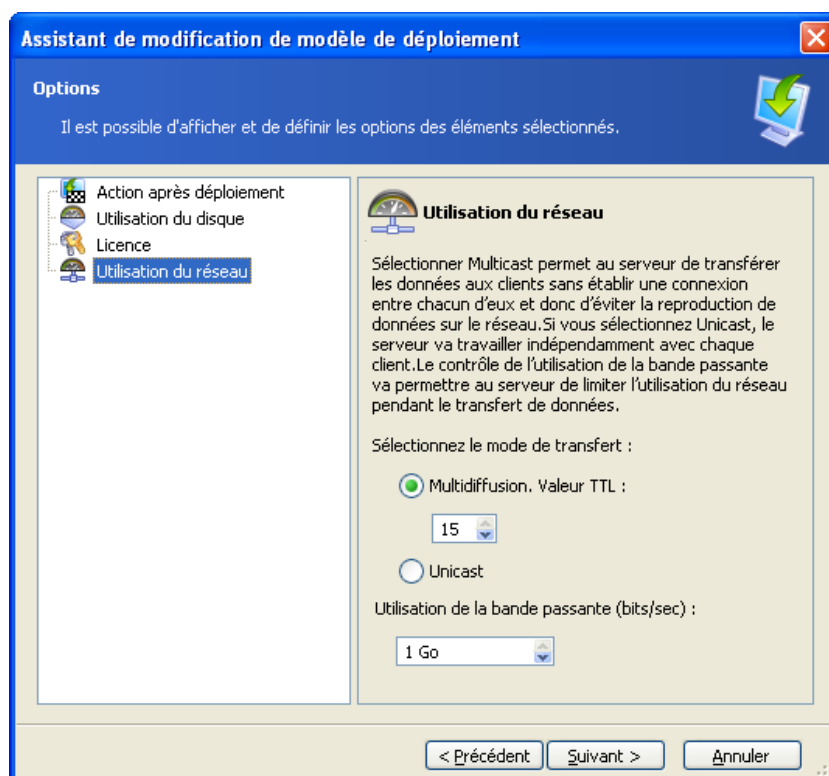 Assistant de modification de modèle de déploiement
Options
Il est possible d'afficher et de définir les options des éléments sélectionnés.
Action après déploiement
Utilisation du disque
Licence
Utilisation du réseau
Utilisation du réseau
Sélectionner Multicast permet au serveur de transférer
les données aux clients sans établir une connexion
entre chacun d'eux et donc d'éviter la reproduction de
données sur le réseau.Si vous sélectionnez Unicast, le
serveur va travailler indépendamment avec chaque
client.Le contrôle de l'utilisation de la bande passante
va permettre au serveur de limiter l'utilisation du réseau
pendant le transfert de données.
Sélectionnez le mode de transfert :
Multidiffusion. Valeur TTL :
15
Unicast
Utilisation de la bande passante (bits/sec) :
1 Go
< Précédent
Suivant >
Annuler